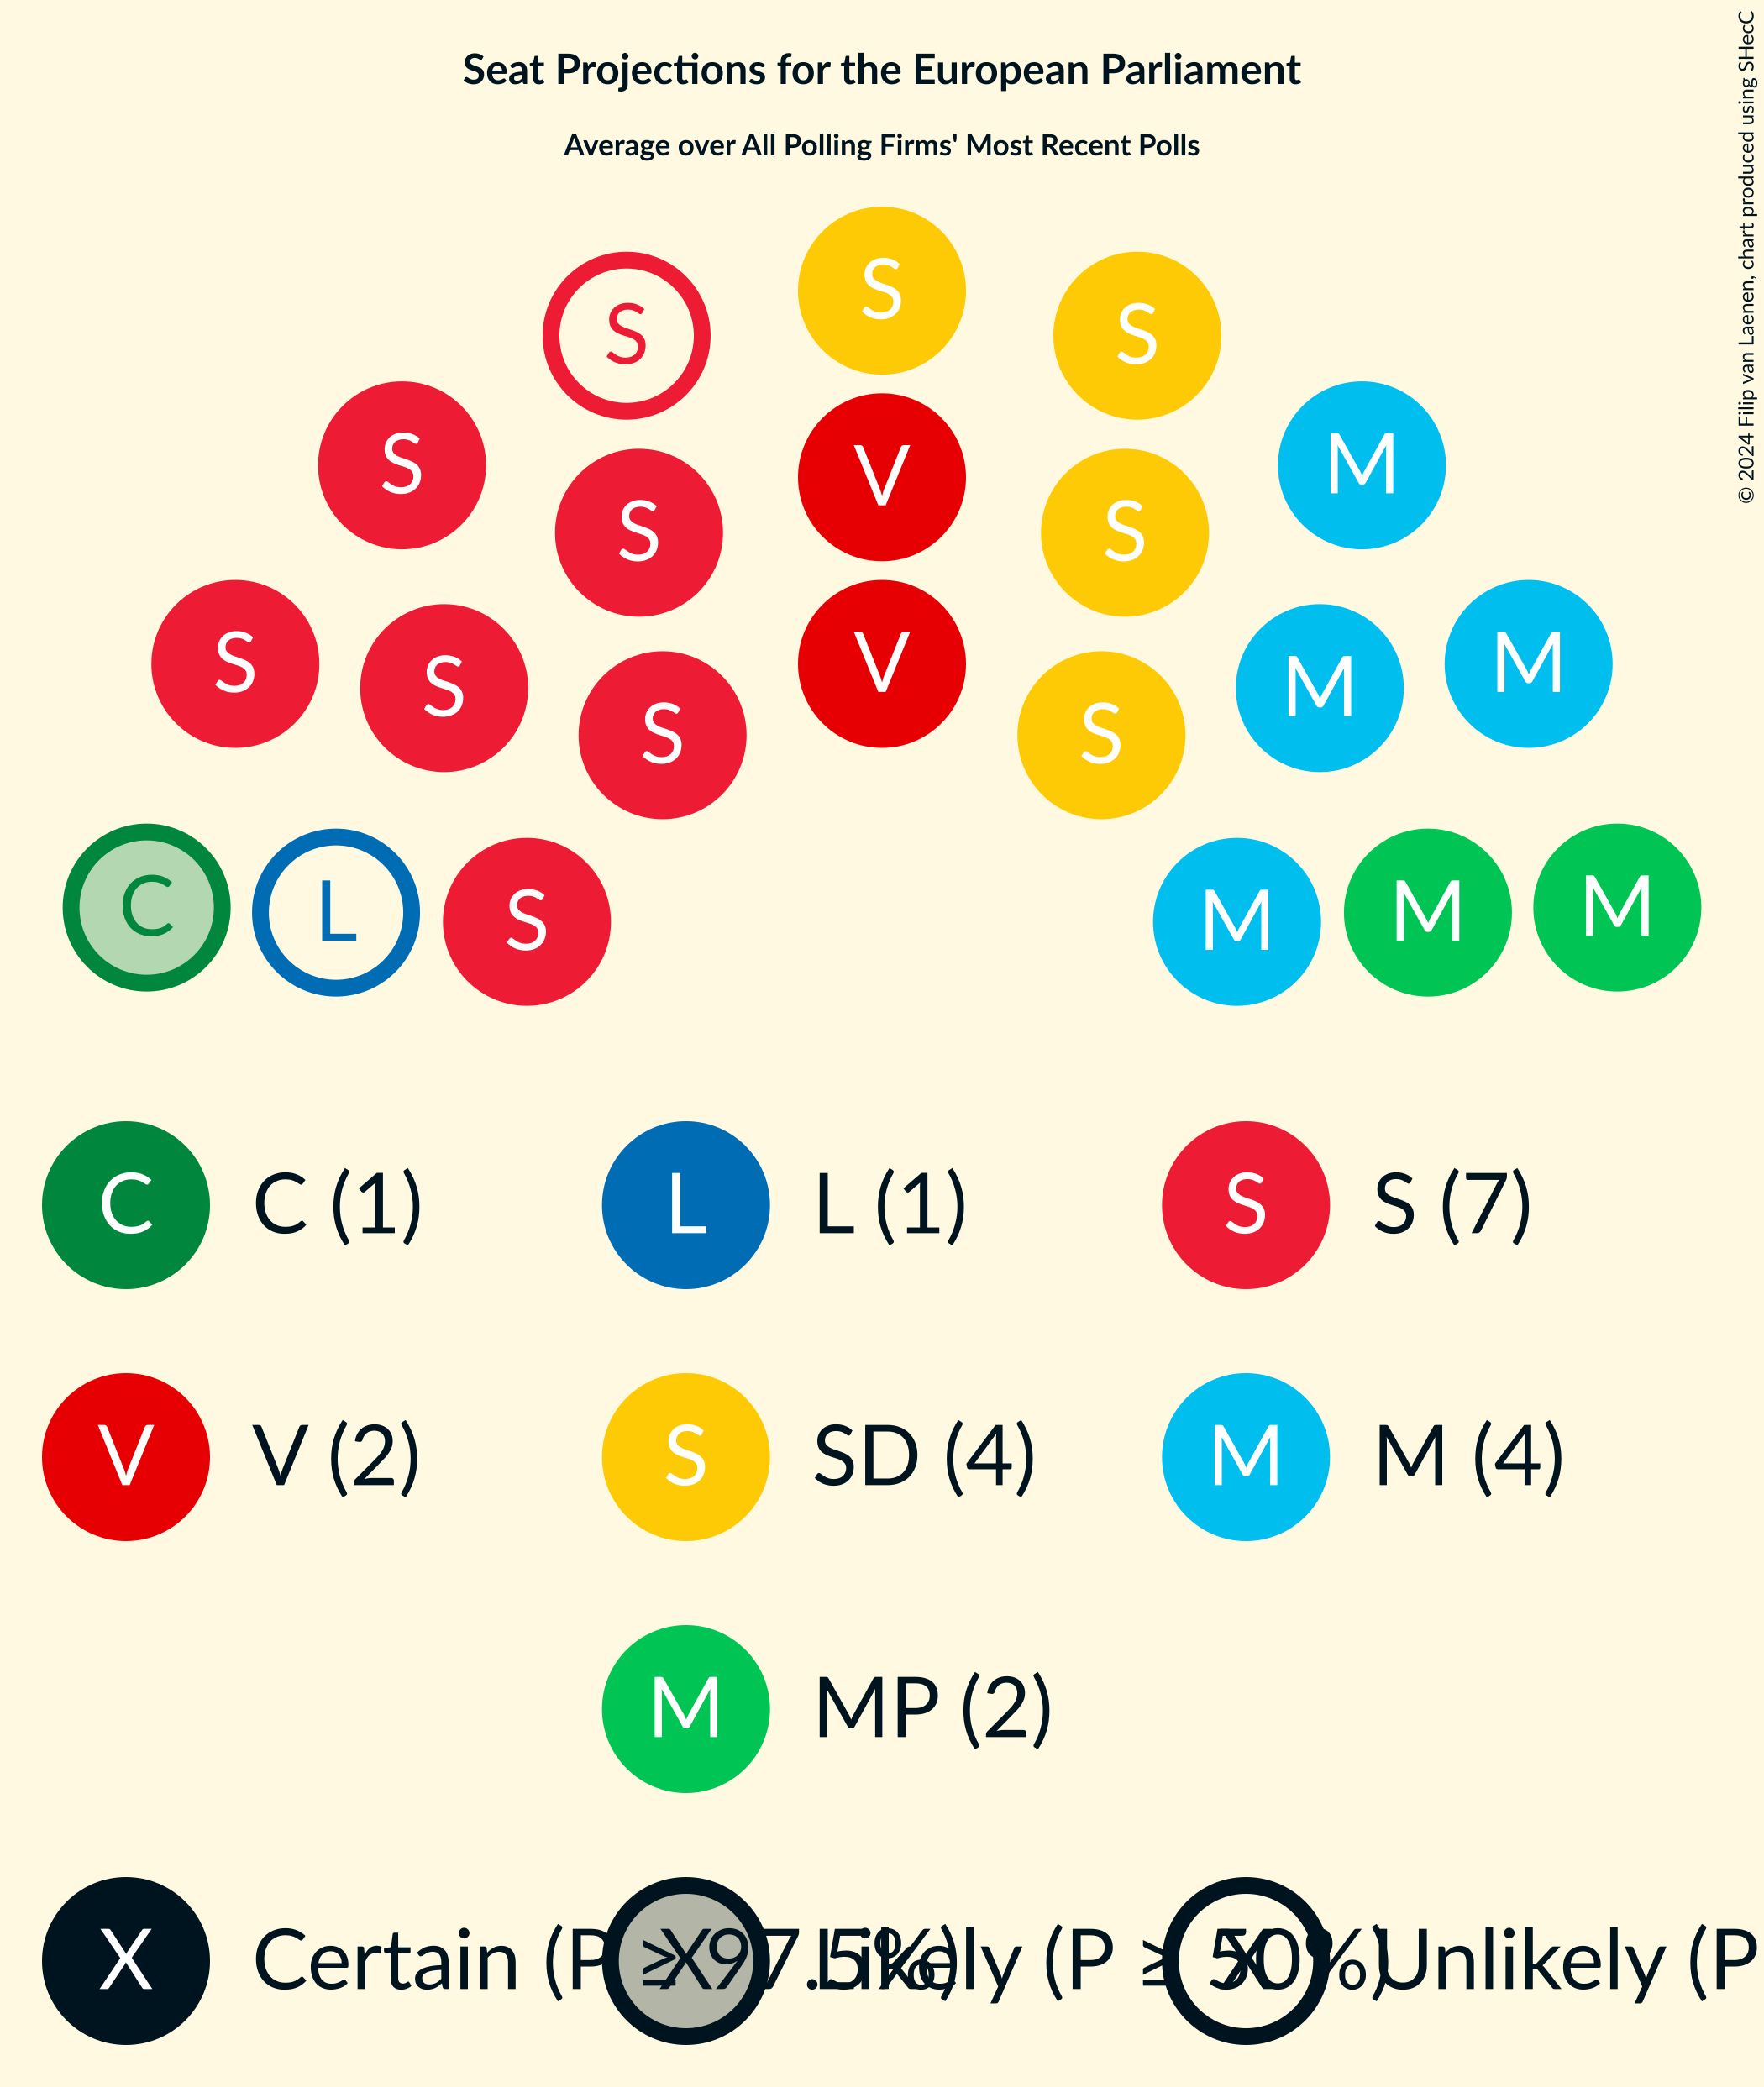 Seat Projections for the European Parliament
Average over All Polling Firms' Most Recent Polls
© 2024 Filip van Laenen, chart produced using SHecC
S
S S
S M
V
S S
S M
V
S S M
S S
C L M M
S M
C C (1) L L (1) S S (7)
V V (2) S SD (4) M M (4)
M MP (2)
X Certain (P ≥ 97.5%) X Likely (P ≥ 50%) X Unlikely (P